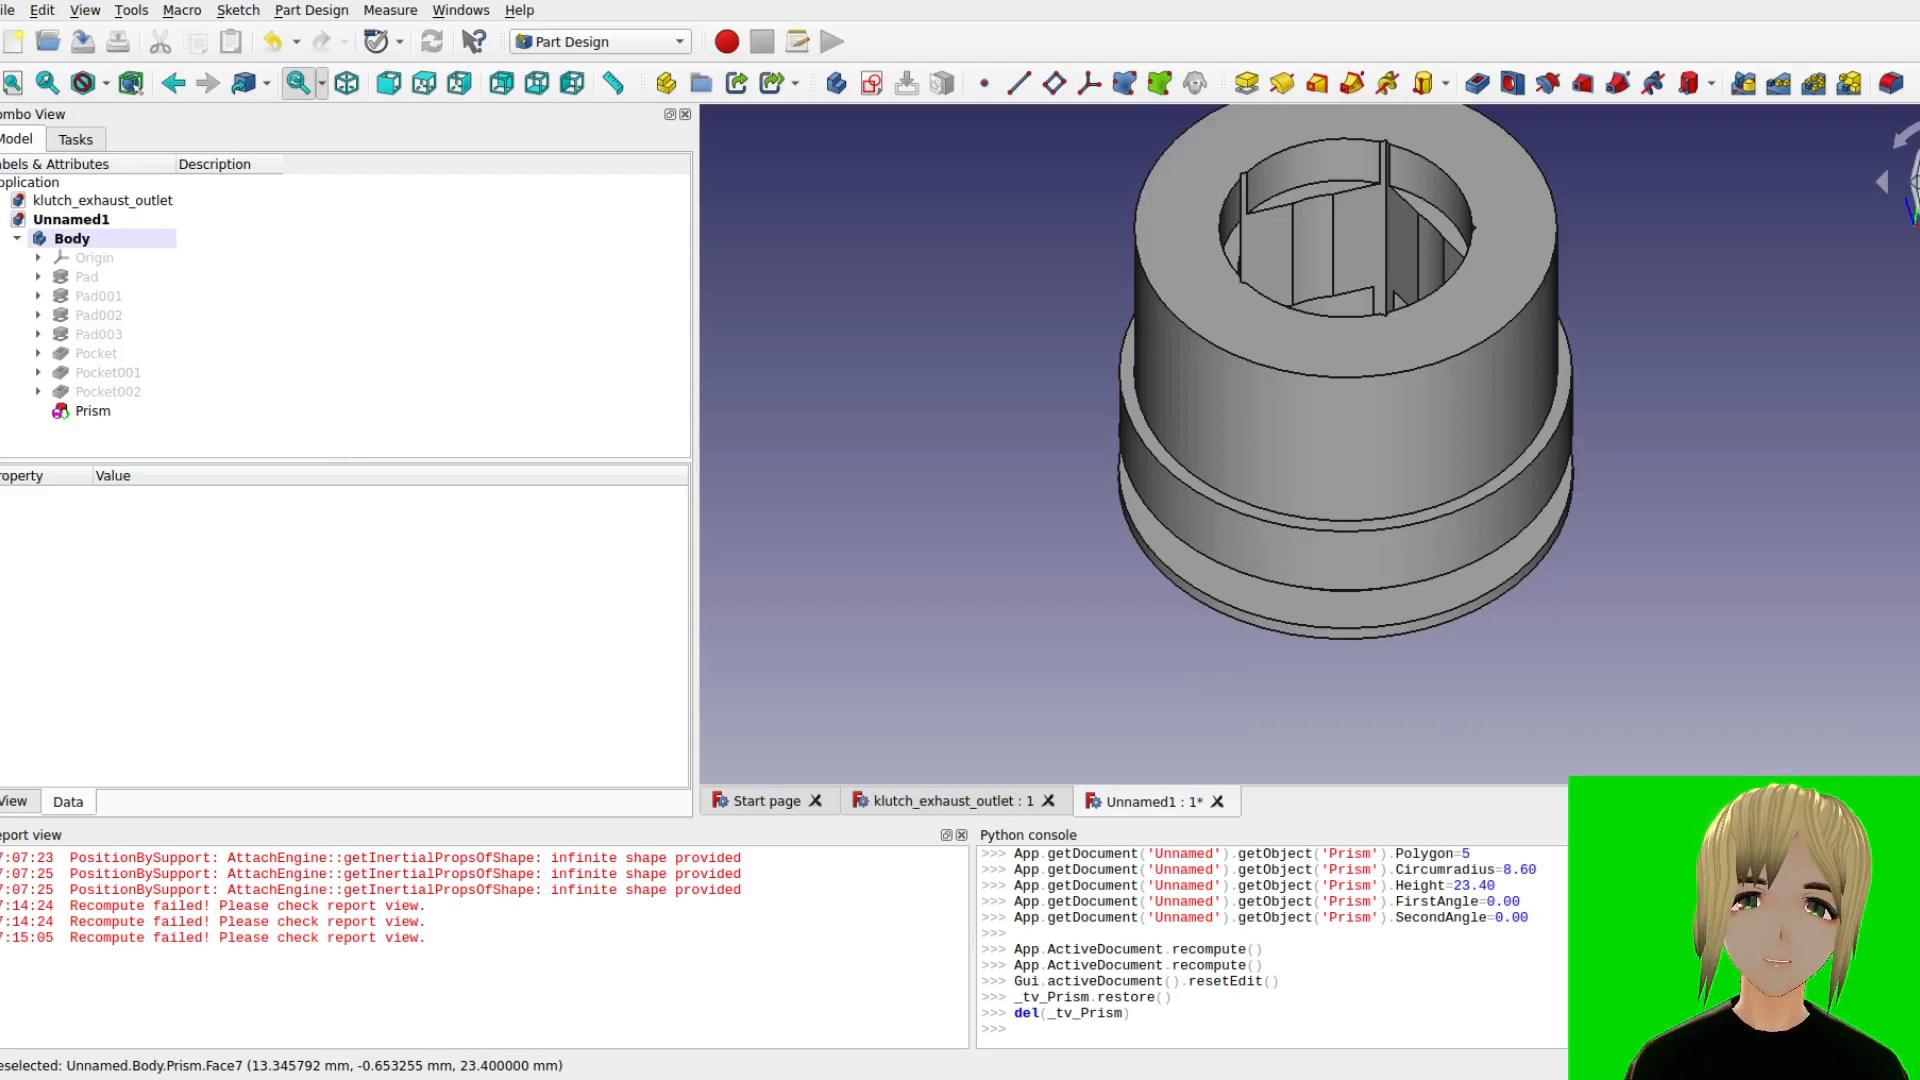 ile Edit View Tools Macro Sketch Part Design Measure Windows Help
Part Design
ombo View
Model Tasks
bels & Attributes Description
pplication
klutch_exhaust_outlet
Unnamed1
Body
Origin
Pad
Pad001
Pad002
Pad003
Pocket
Pocket001
Pocket002
Prism
roperty Value
View Data
Start page klutch_exhaust_outlet : 1 Unnamed1 : 1*
eport view
7:07:23 PositionBySupport: AttachEngine::getInertialPropsOfShape: infinite shape provided
7:07:25 PositionBySupport: AttachEngine::getInertialPropsOfShape: infinite shape provided
7:07:25 PositionBySupport: AttachEngine::getInertialPropsOfShape: infinite shape provided
7:14:24 Recompute failed! Please check report view.
7:14:24 Recompute failed! Please check report view.
7:15:05 Recompute failed! Please check report view.
Python console
>>> App.getDocument('Unnamed').getObject('Prism').Polygon=5
>>> App.getDocument('Unnamed').getObject('Prism').Circumradius=8.60
>>> App.getDocument('Unnamed').getObject('Prism').Height=23.40
>>> App.getDocument('Unnamed').getObject('Prism').FirstAngle=0.00
>>> App.getDocument('Unnamed').getObject('Prism').SecondAngle=0.00
>>>
>>> App.ActiveDocument.recompute()
>>> App.ActiveDocument.recompute()
>>> Gui.activeDocument().resetEdit()
>>> _tv_Prism.restore()
>>> del(_tv_Prism)
>>>
eselected: Unnamed.Body.Prism.Face7 (13.345792 mm, -0.653255 mm, 23.400000 mm)